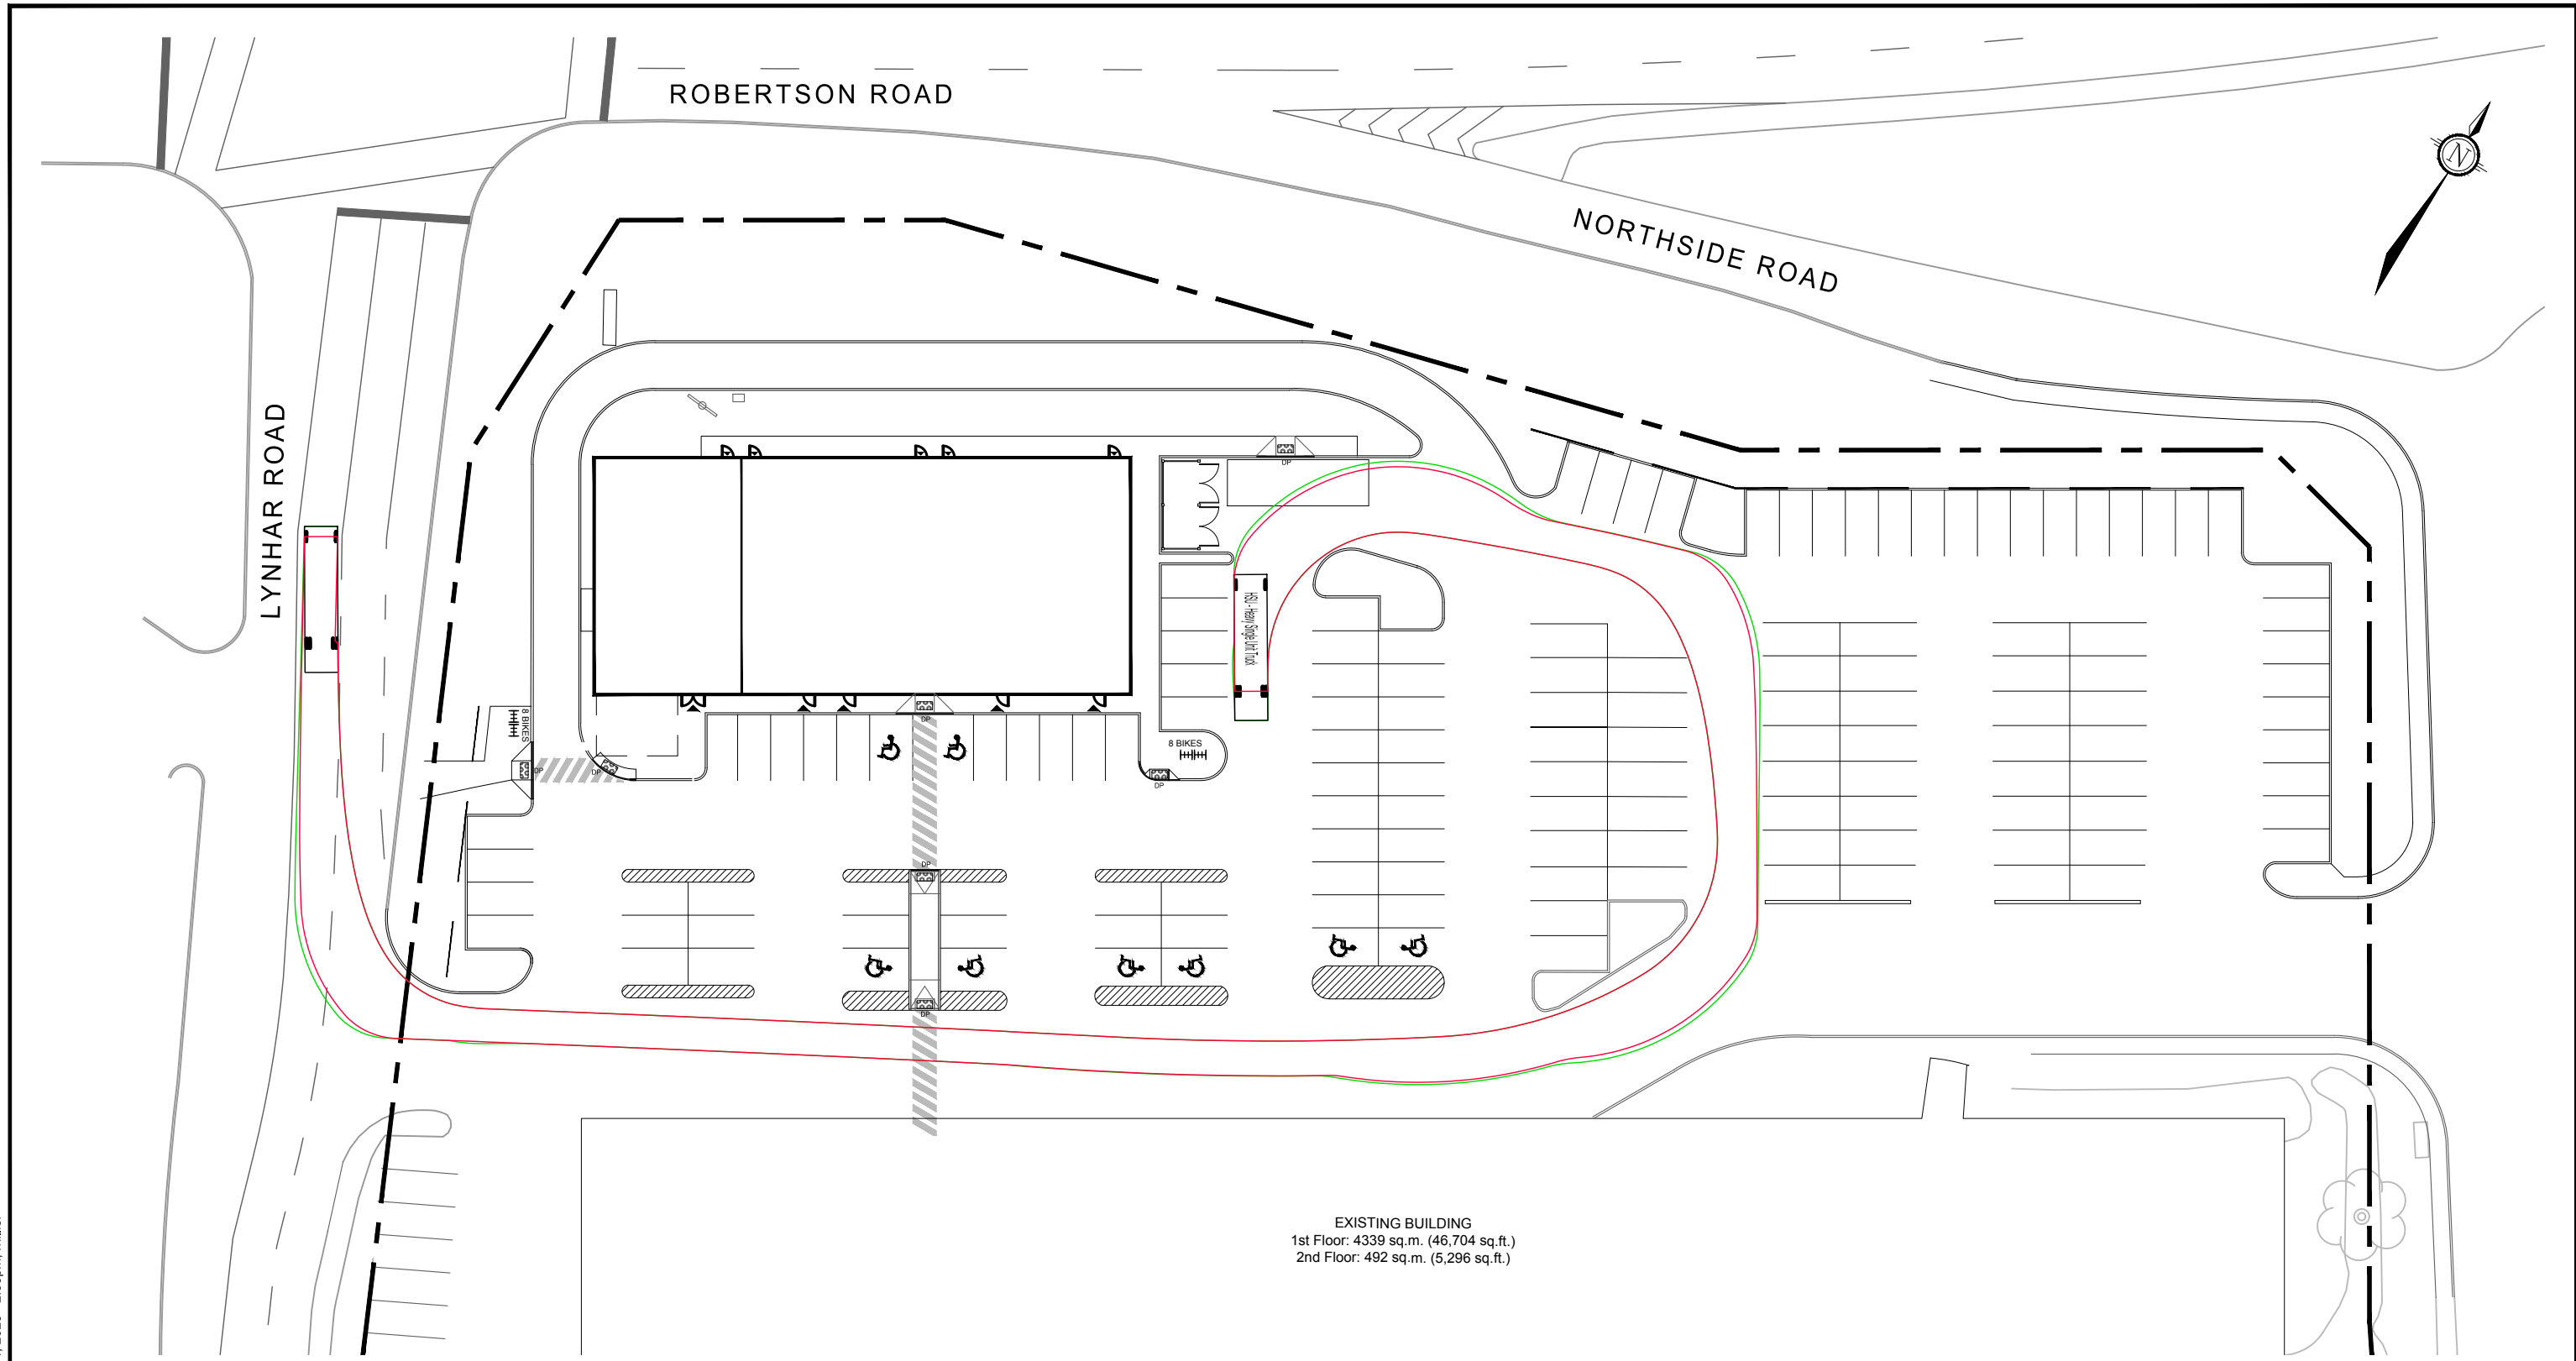 ROBERTSON ROAD
NORTHSIDE ROAD
N
LYNHAR ROAD
DP
HSU - Heavy Single Unit Truck
8 BIKES
DP
DP
DP
8 BIKES
DP
DP
DP
EXISTING BUILDING
1st Floor: 4339 sq.m. (46,704 sq.ft.)
2nd Floor: 492 sq.m. (5,296 sq.ft.)